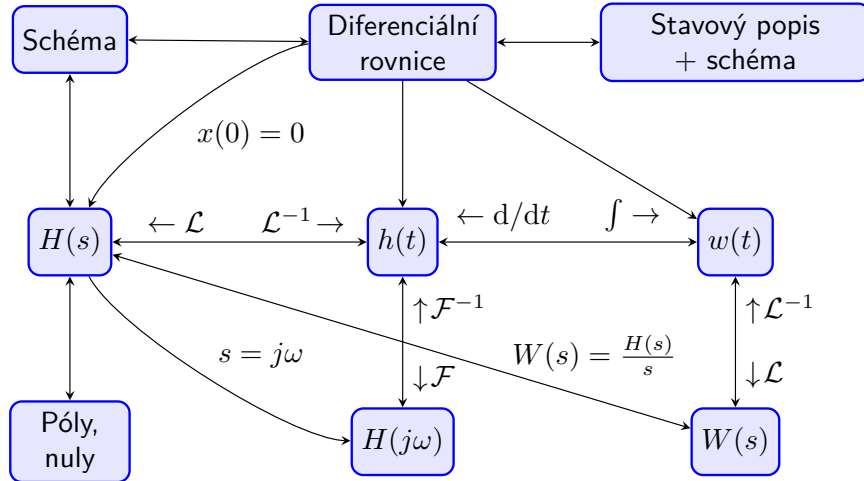 Schéma
Diferenciální
rovnice
Stavový popis
+ schéma
x(0) = 0
← ℒ
ℒ⁻¹ →
← d/dt
∫ →
H(s)
h(t)
w(t)
↑ℱ⁻¹
↑ℒ⁻¹
s = jω
W(s) = H(s)/s
↓ℱ
↓ℒ
Póly,
nuly
H(jω)
W(s)